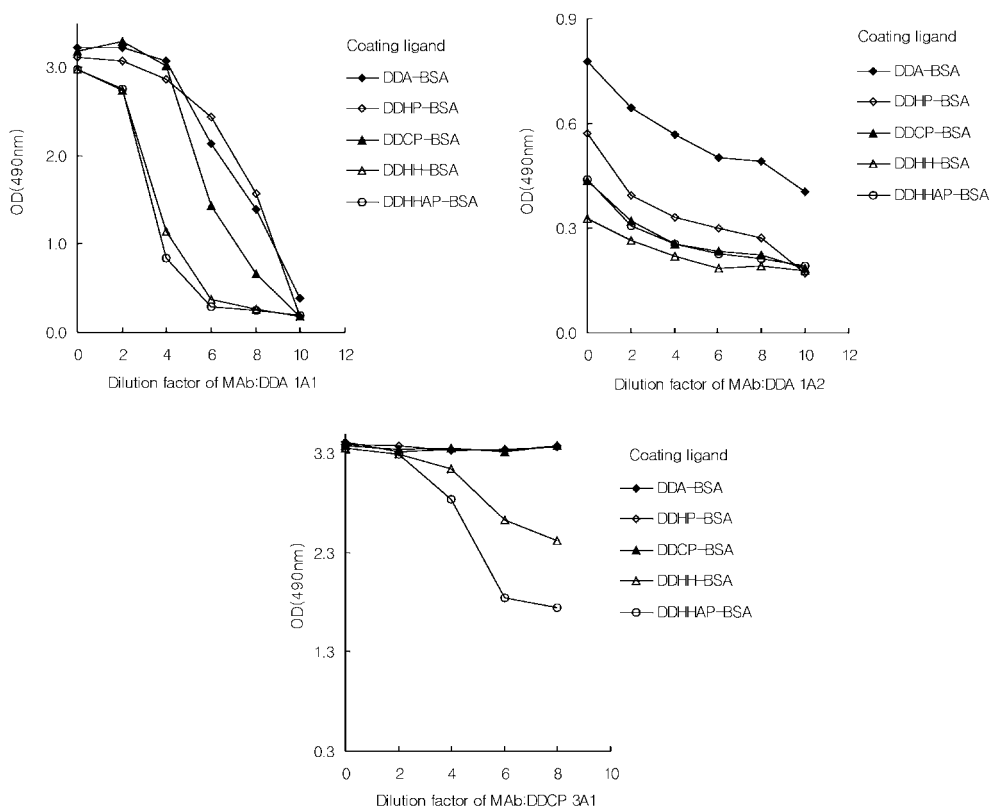 Coating ligand
DDA-BSA
DDHP-BSA
DDCP-BSA
DDHH-BSA
DDHHAP-BSA
OD(490nm)
3.0
2.0
1.0
0.0
0 2 4 6 8 10 12
Dilution factor of MAb:DDA 1A1
Coating ligand
DDA-BSA
DDHP-BSA
DDCP-BSA
DDHH-BSA
DDHHAP-BSA
OD(490nm)
0.9
0.6
0.3
0.0
0 2 4 6 8 10 12
Dilution factor of MAb:DDA 1A2
Coating ligand
DDA-BSA
DDHP-BSA
DDCP-BSA
DDHH-BSA
DDHHAP-BSA
OD(490nm)
3.3
2.3
1.3
0.3
0 2 4 6 8 10
Dilution factor of MAb:DDCP 3A1